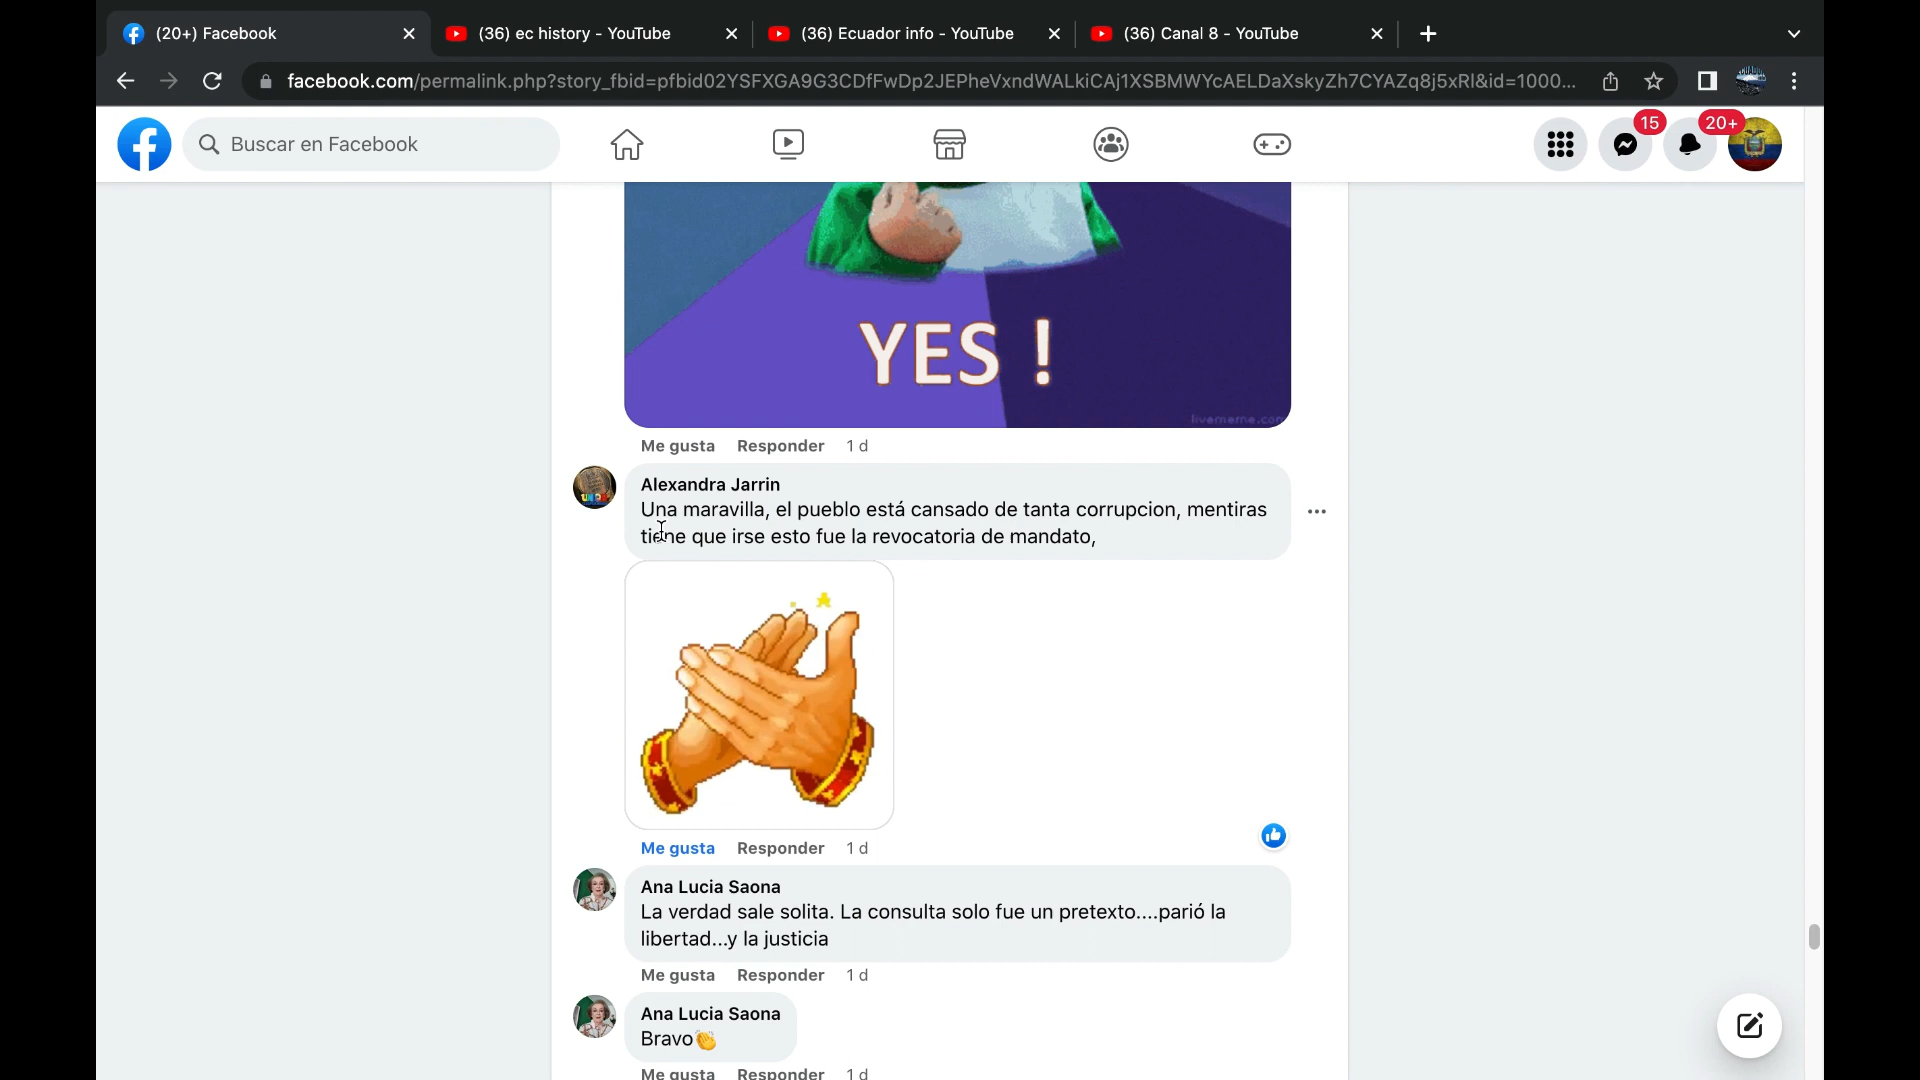 (20+) Facebook
(36) ec history - YouTube
(36) Ecuador info - YouTube
(36) Canal 8 - YouTube
facebook.com/permalink.php?story_fbid=pfbid02YSFXGA9G3CDfFwDp2JEPheVxndWALkiCAj1XSBMWYcAELDaXskyZh7CYAZq8j5xRl&id=1000...
Buscar en Facebook
15
20+
YES !
livememe.com
Me gusta Responder 1 d
Alexandra Jarrin
Una maravilla, el pueblo está cansado de tanta corrupcion, mentiras
tiene que irse esto fue la revocatoria de mandato,
Me gusta Responder 1 d
Ana Lucia Saona
La verdad sale solita. La consulta solo fue un pretexto....parió la
libertad...y la justicia
Me gusta Responder 1 d
Ana Lucia Saona
Bravo👏
Me gusta Responder 1 d